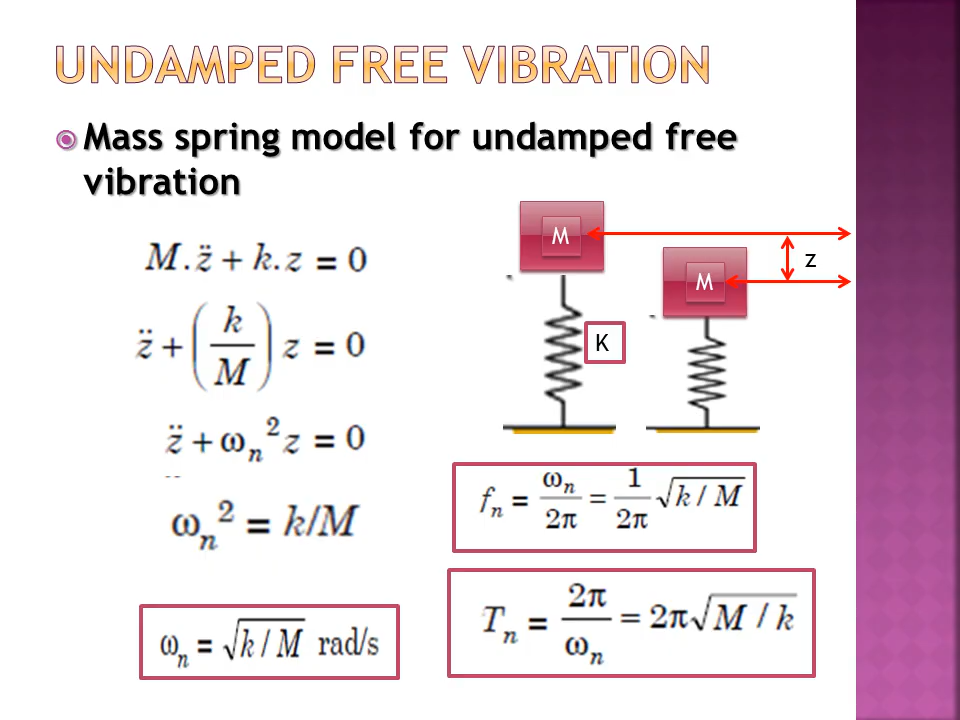 UNDAMPED FREE VIBRATION
Mass spring model for undamped free
vibration
M.z̈ + k.z = 0
z̈ + (k/M) z = 0
z̈ + ωₙ² z = 0
ωₙ² = k/M
ωₙ = √k / M rad/s
M
M
z
K
fₙ = ωₙ/2π = 1/2π √k / M
Tₙ = 2π/ωₙ = 2π√M / k